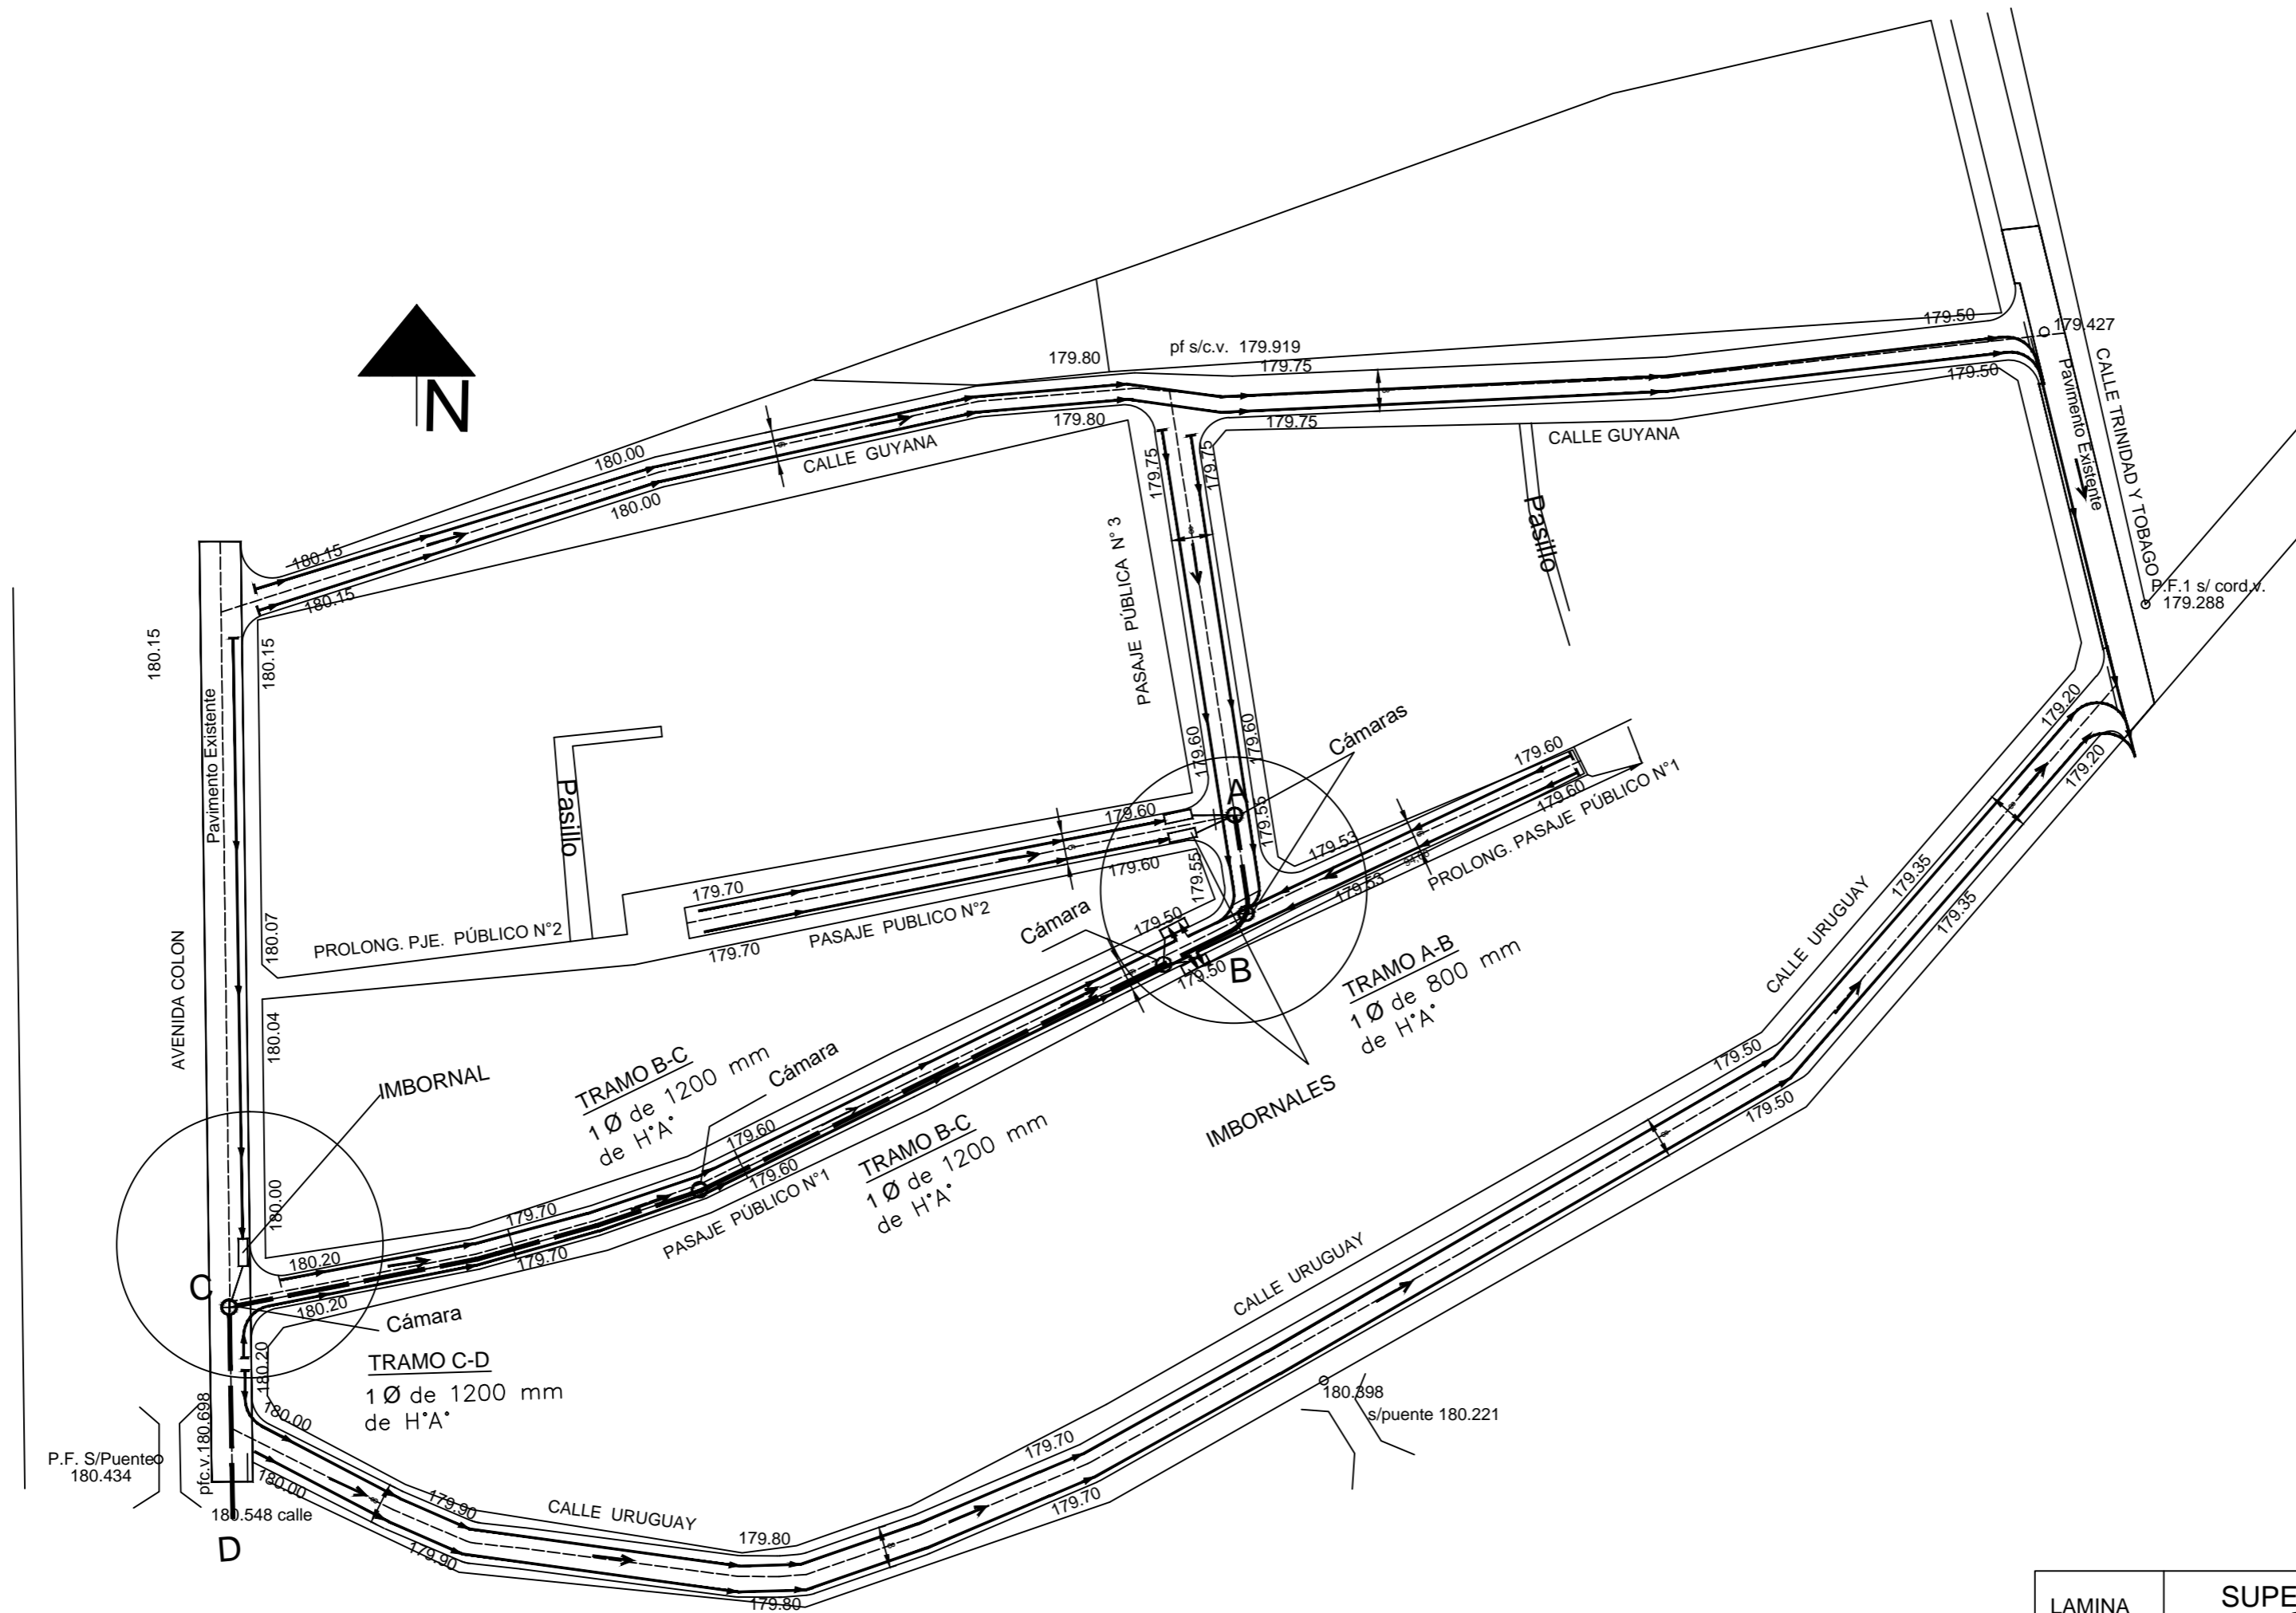 N
180.15
180.15
180.00
180.00
CALLE GUYANA
179.80
179.80
pf s/c.v. 179.919
179.75
179.75
CALLE GUYANA
179.50
179.50
179.427
CALLE TRINIDAD Y TOBAGO
Pavimento Existente
P.F.1 s/ cord.v.
179.288
180.15
180.15
Pavimento Existente
AVENIDA COLON
180.07
180.04
180.00
179.75
179.75
PASAJE PÚBLICA N° 3
179.60
179.60
Pasillo
Pasillo
Cámaras
A
179.55
179.55
179.60
179.60
179.53
179.53
PROLONG. PASAJE PÚBLICO N°1
179.60
179.60
179.70
179.70
PASAJE PUBLICO N°2
PROLONG. PJE. PÚBLICO N°2
Cámara
179.50
179.50
B
TRAMO A-B
1 Ø de 800 mm
de H°A°
IMBORNALES
IMBORNAL
TRAMO B-C
1 Ø de 1200 mm
de H°A°
Cámara
179.60
179.60
TRAMO B-C
1 Ø de 1200 mm
de H°A°
PASAJE PÚBLICO N°1
179.70
179.70
180.20
180.20
C
Cámara
TRAMO C-D
1 Ø de 1200 mm
de H°A°
180.20
180.00
180.00
pfc.v.180.698
P.F. S/Puente
180.434
180.548 calle
D
179.90
179.90
CALLE URUGUAY
179.80
179.80
179.70
179.70
CALLE URUGUAY
180.398
s/puente 180.221
179.50
179.50
CALLE URUGUAY
179.35
179.35
179.20
179.20
LAMINA
SUPE